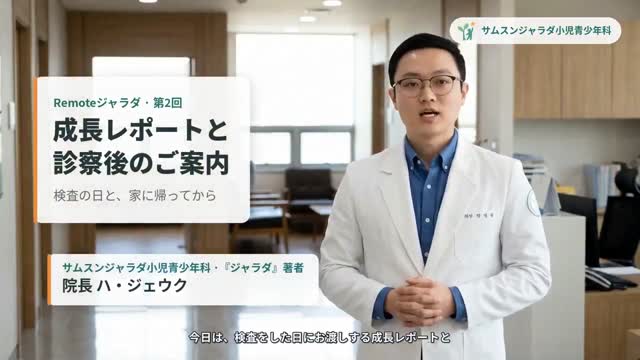 サムスンジャラダ小児青少年科
Remoteジャラダ・第2回
成長レポートと
診察後のご案内
検査の日と、家に帰ってから
サムスンジャラダ小児青少年科・『ジャラダ』著者
院長 ハ・ジェウク
今日は、検査をした日にお渡しする成長レポートと